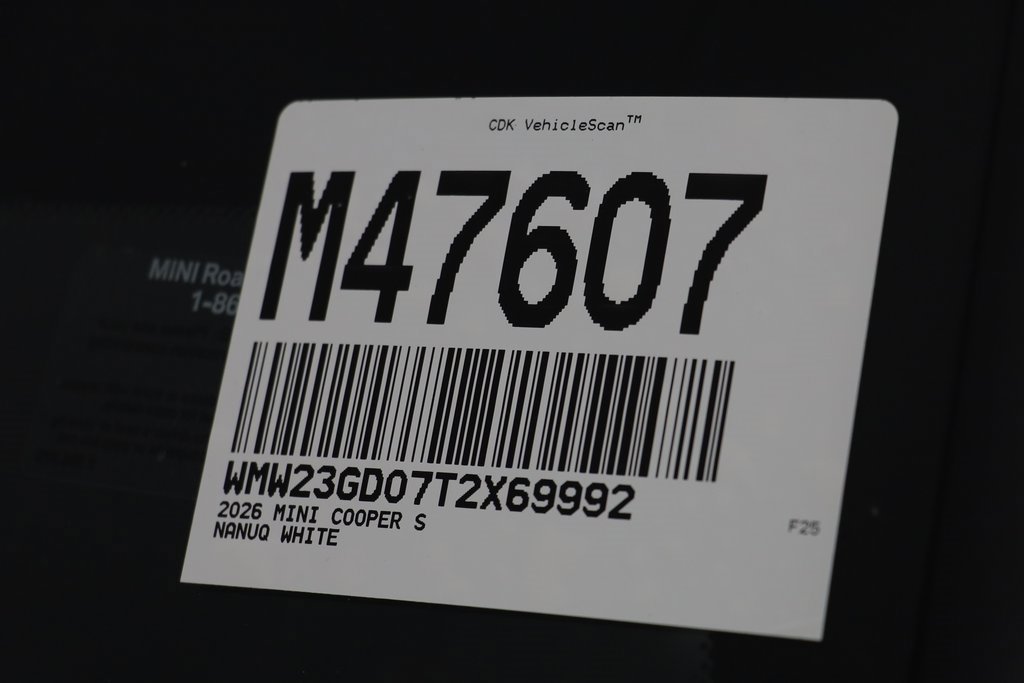 CDK VehicleScan™
M47607
MINI Roa
1-86
WMW23GD07T2X69992
2026 MINI COOPER S
NANUQ WHITE
F25